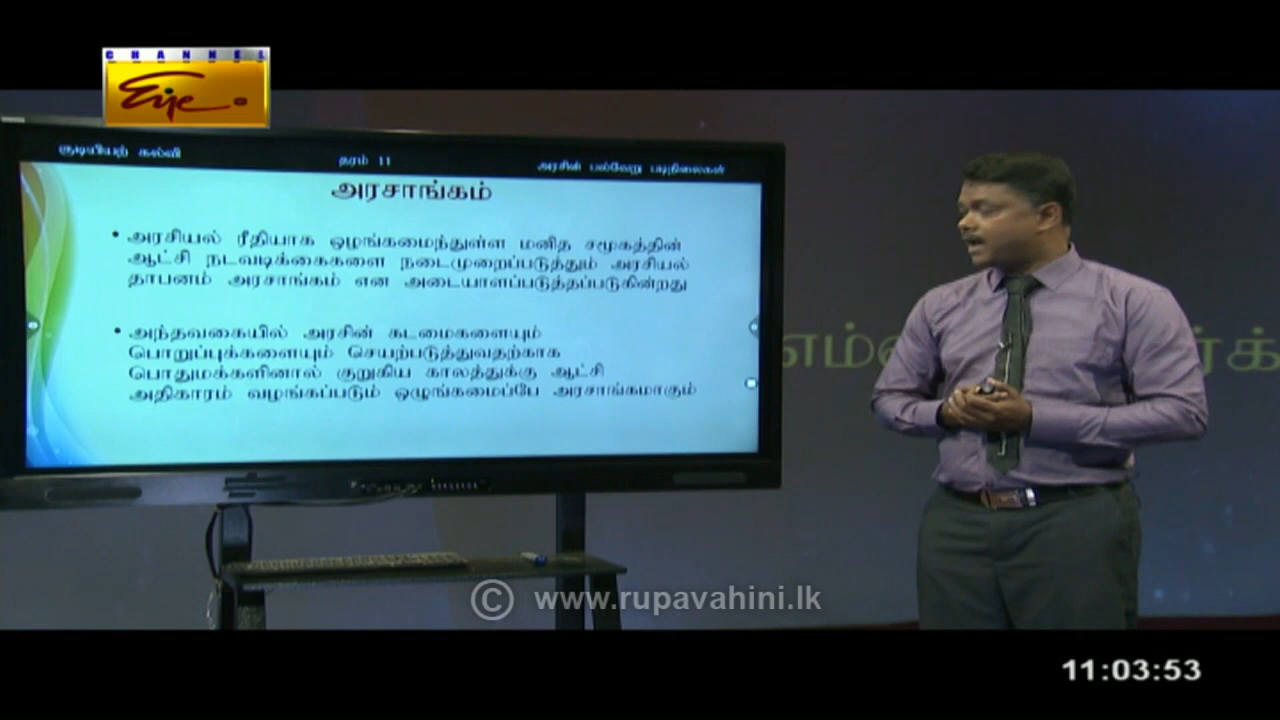 CHANNEL
Eye
குடியியற் கல்வி
தரம் 11
அரசின் பல்வேறு படிநிலைகள்
அரசாங்கம்
• அரசியல் ரீதியாக ஒழுங்கமைந்துள்ள மனித சமூகத்தின்
ஆட்சி நடவடிக்கைகளை நடைமுறைப்படுத்தும் அரசியல்
தாபனம் அரசாங்கம் என அடையாளப்படுத்தப்படுகின்றது
• அந்தவகையில் அரசின் கடமைகளையும்
பொறுப்புக்களையும் செயற்படுத்துவதற்காக
பொதுமக்களினால் குறுகிய காலத்துக்கு ஆட்சி
அதிகாரம் வழங்கப்படும் ஒழுங்கமைப்பே அரசாங்கமாகும்
© www.rupavahini.lk
11:03:53